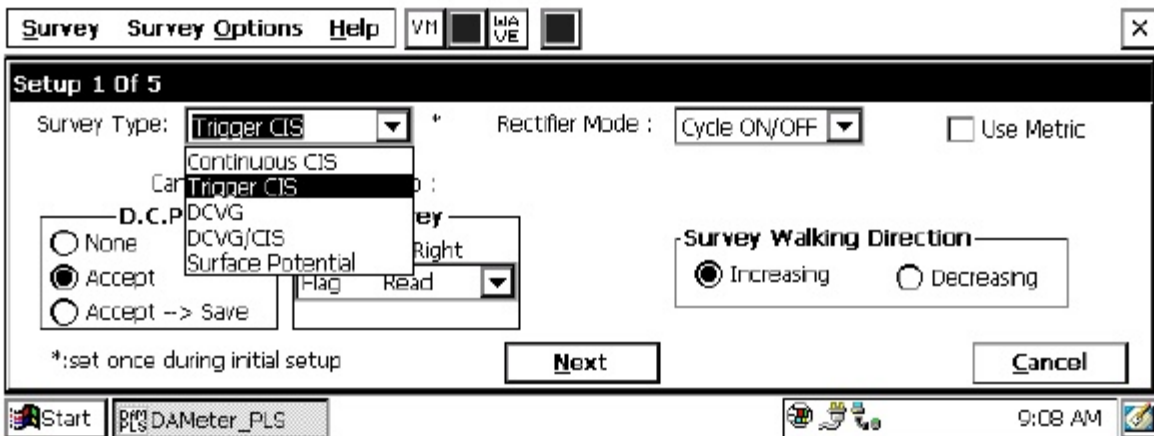 Survey Survey Options Help VM WAVE
Setup 1 Of 5
Survey Type: Trigger CIS * Rectifier Mode : Cycle ON/OFF Use Metric
Continuous CIS
Trigger CIS
DCVG
DCVG/CIS
Surface Potential
D.C.P
None
Accept
Accept --> Save
Right
Flag Read
Survey Walking Direction
Increasing Decreasing
*:set once during initial setup Next Cancel
Start DAMeter_PLS 9:08 AM